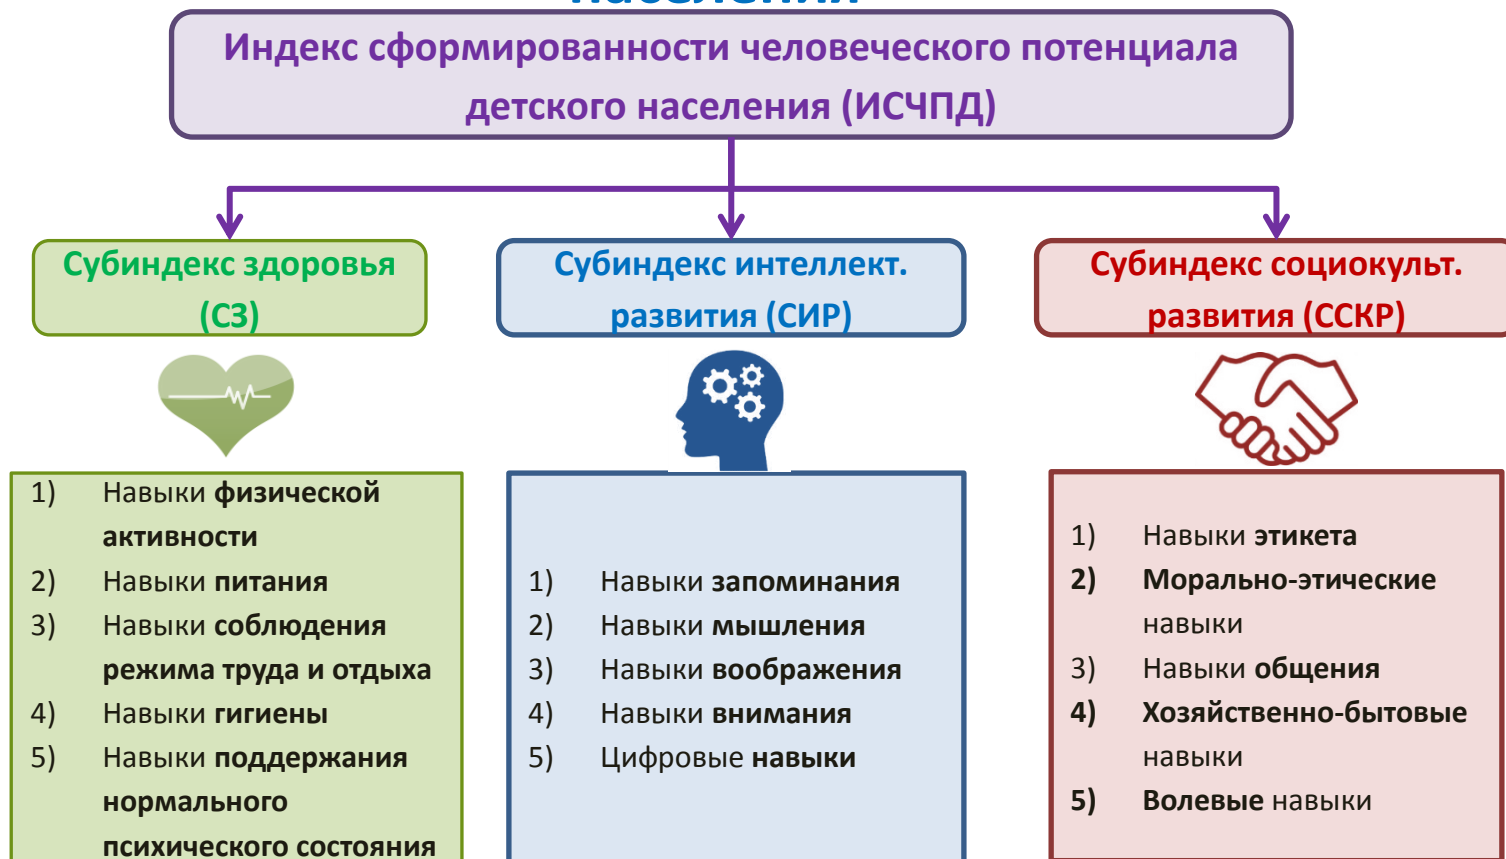 населения
Индекс сформированности человеческого потенциала
детского населения (ИСЧПД)
Субиндекс здоровья
(СЗ)
Субиндекс интеллект.
развития (СИР)
Субиндекс социокульт.
развития (ССКР)
1) Навыки физической
активности
2) Навыки питания
3) Навыки соблюдения
режима труда и отдыха
4) Навыки гигиены
5) Навыки поддержания
нормального
психического состояния
1) Навыки запоминания
2) Навыки мышления
3) Навыки воображения
4) Навыки внимания
5) Цифровые навыки
1) Навыки этикета
2) Морально-этические
навыки
3) Навыки общения
4) Хозяйственно-бытовые
навыки
5) Волевые навыки